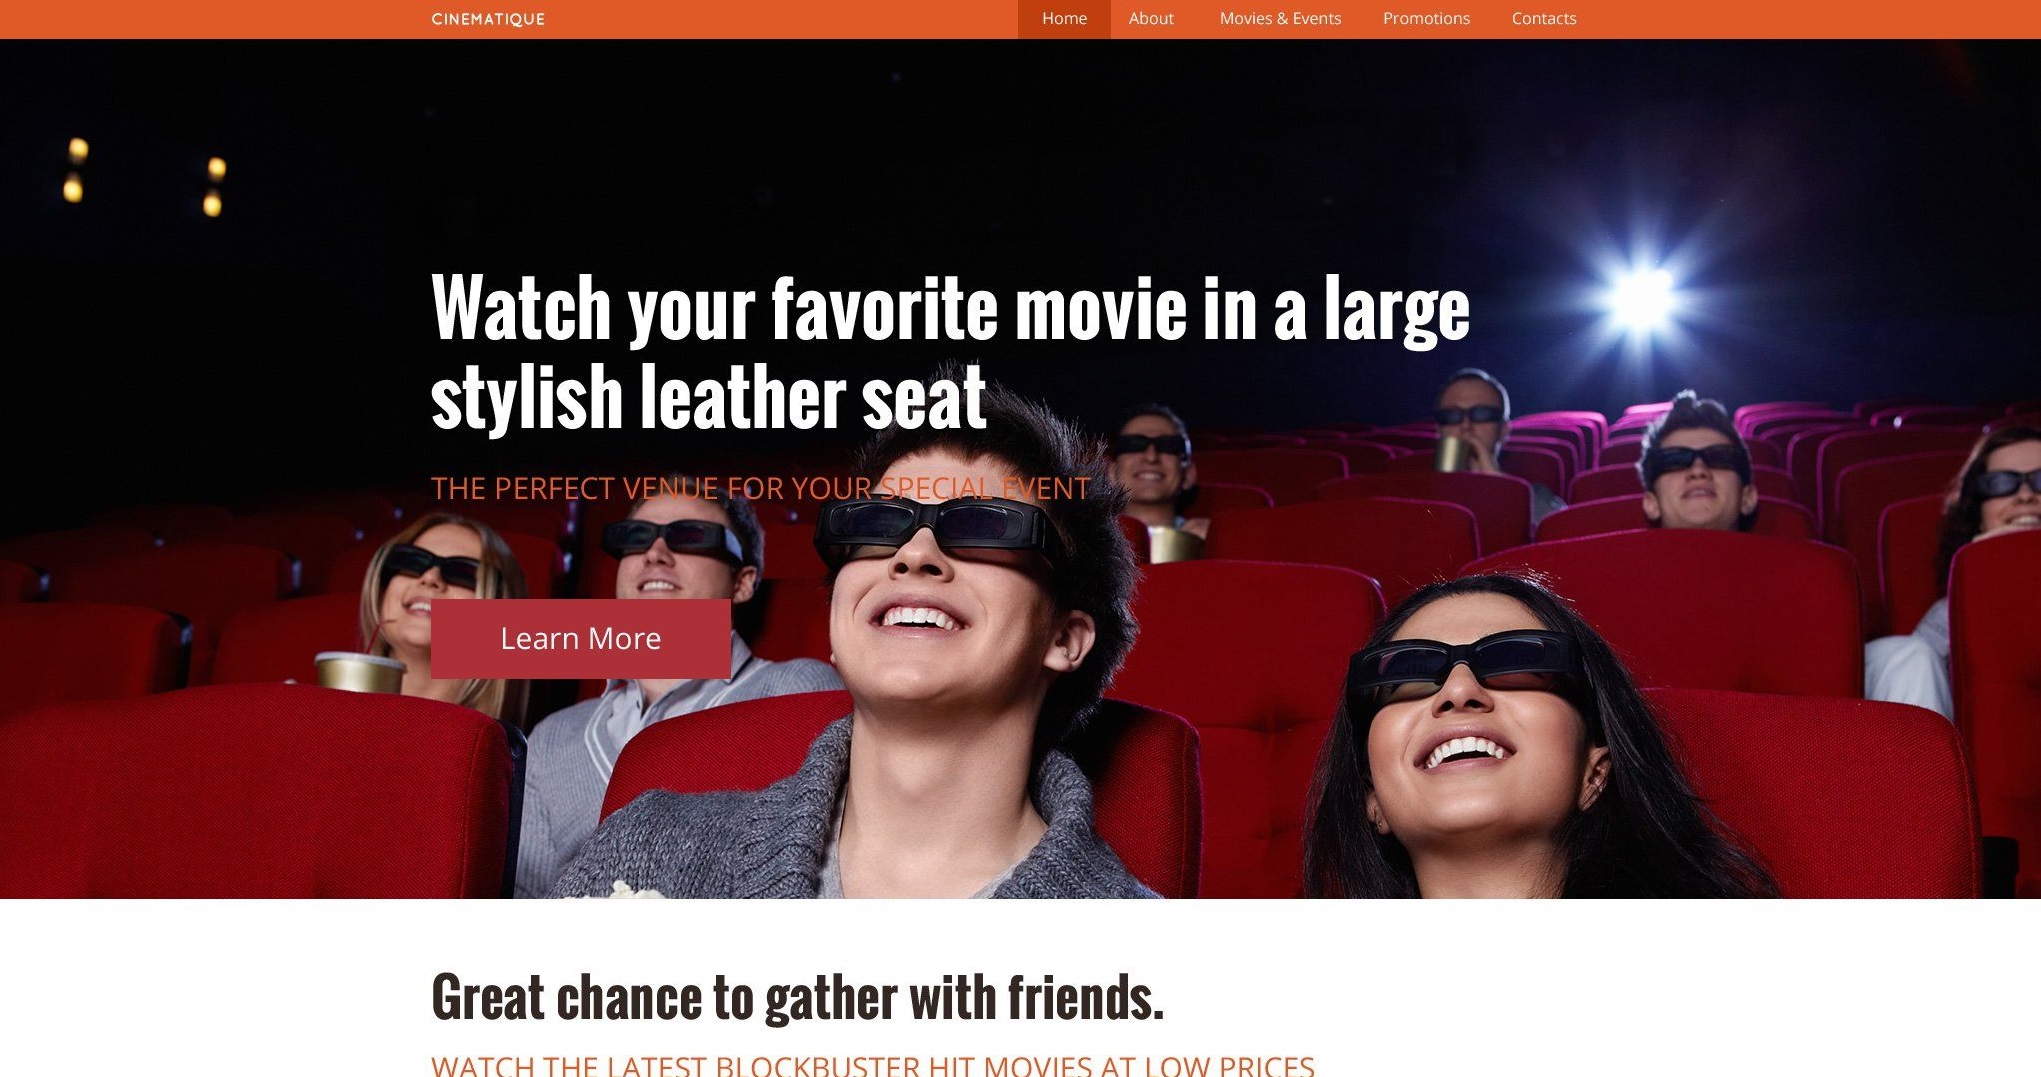 CINEMATIQUE
Home About Movies & Events Promotions Contacts
Watch your favorite movie in a large
stylish leather seat
THE PERFECT VENUE FOR YOUR SPECIAL EVENT
Learn More
Great chance to gather with friends.
WATCH THE LATEST BLOCKBUSTER HIT MOVIES AT LOW PRICES